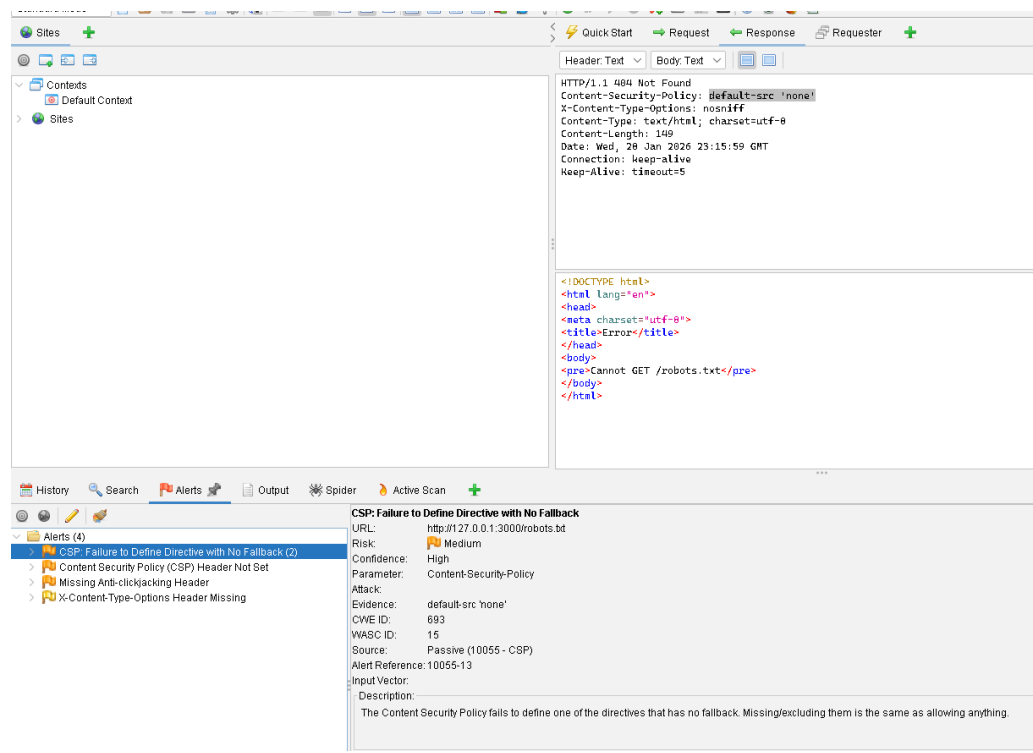 Sites
Quick Start
Request
Response
Requester
Header: Text
Body: Text
Contexts
Default Context
Sites
HTTP/1.1 404 Not Found
Content-Security-Policy: default-src 'none'
X-Content-Type-Options: nosniff
Content-Type: text/html; charset=utf-8
Content-Length: 149
Date: Wed, 28 Jan 2026 23:15:59 GMT
Connection: keep-alive
Keep-Alive: timeout=5
<!DOCTYPE html>
<html lang="en">
<head>
<meta charset="utf-8">
<title>Error</title>
</head>
<body>
<pre>Cannot GET /robots.txt</pre>
</body>
</html>
History
Search
Alerts
Output
Spider
Active Scan
Alerts (4)
CSP: Failure to Define Directive with No Fallback (2)
Content Security Policy (CSP) Header Not Set
Missing Anti-clickjacking Header
X-Content-Type-Options Header Missing
CSP: Failure to Define Directive with No Fallback
URL: http://127.0.0.1:3000/robots.txt
Risk: Medium
Confidence: High
Parameter: Content-Security-Policy
Attack:
Evidence: default-src 'none'
CWE ID: 693
WASC ID: 15
Source: Passive (10055 - CSP)
Alert Reference: 10055-13
Input Vector:
Description:
The Content Security Policy fails to define one of the directives that has no fallback. Missing/excluding them is the same as allowing anything.